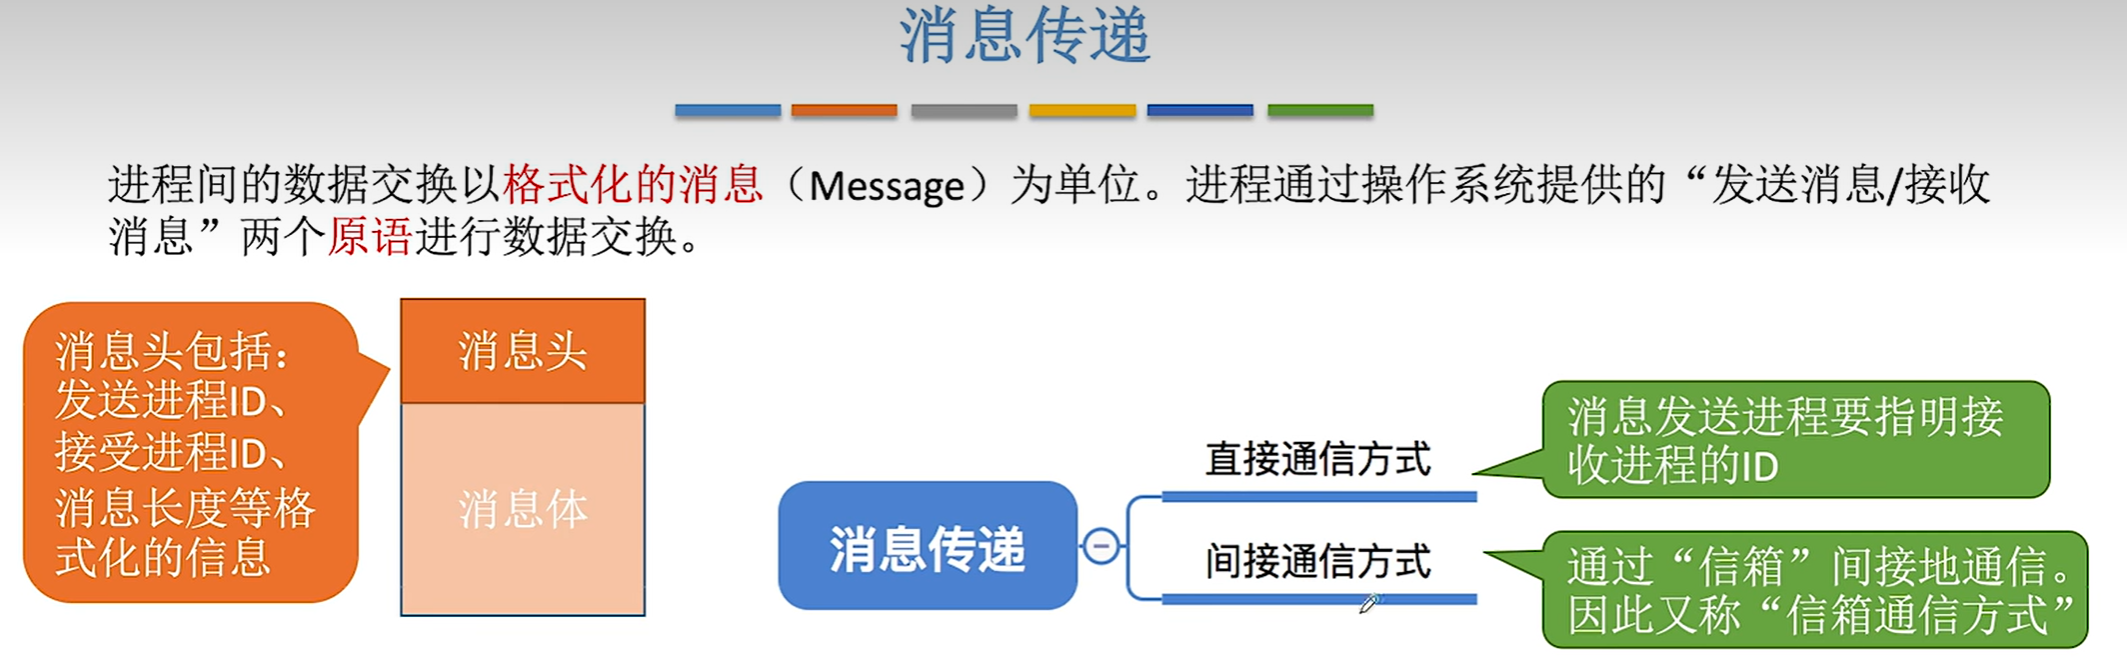 消息传递
进程间的数据交换以格式化的消息（Message）为单位。进程通过操作系统提供的“发送消息/接收
消息”两个原语进行数据交换。
消息头包括：
发送进程ID、
接受进程ID、
消息长度等格
式化的信息
消息头
消息体
消息传递
直接通信方式
间接通信方式
消息发送进程要指明接
收进程的ID
通过“信箱”间接地通信。
因此又称“信箱通信方式”